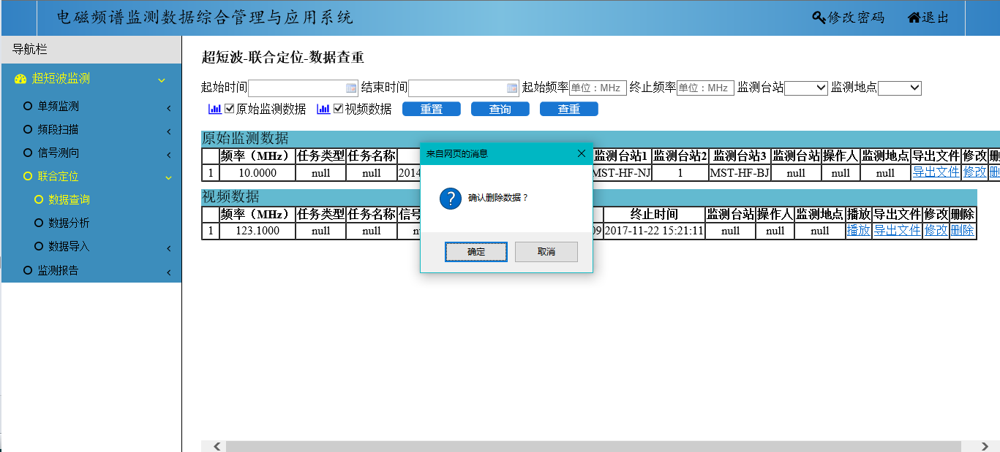 电磁频谱监测数据综合管理与应用系统
修改密码 退出
导航栏
超短波监测
单频监测
频段扫描
信号测向
联合定位
数据查询
数据分析
数据导入
监测报告
超短波-联合定位-数据查重
起始时间 结束时间 起始频率 单位：MHz 终止频率 单位：MHz 监测台站 监测地点
原始监测数据 视频数据 重置 查询 查重
原始监测数据
频率（MHz） 任务类型 任务名称 监测台站1 监测台站2 监测台站3 监测台站 操作人 监测地点 导出文件 修改 删
1 10.0000 null null 2014 MST-HF-NJ 1 MST-HF-BJ null null null 导出文件 修改 删
视频数据
频率（MHz） 任务类型 任务名称 信号 终止时间 监测台站 操作人 监测地点 播放 导出文件 修改 删除
1 123.1000 null null 09 2017-11-22 15:21:11 null null null 播放 导出文件 修改 删除
来自网页的消息
确认删除数据？
确定 取消